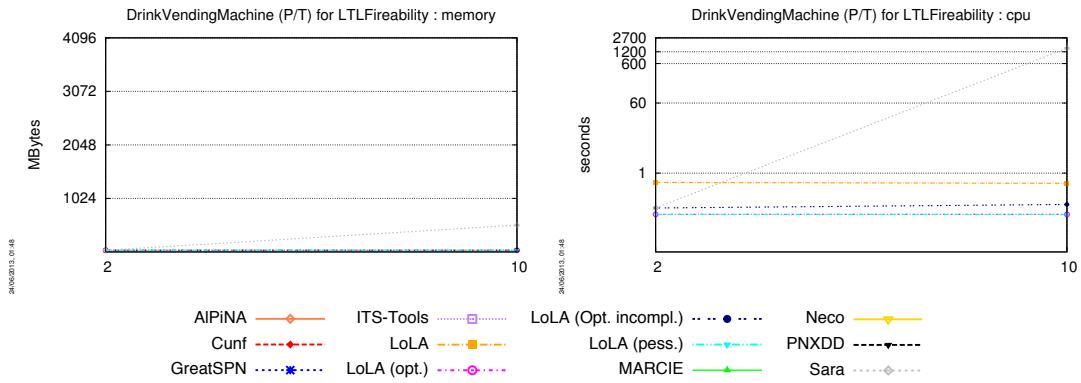 DrinkVendingMachine (P/T) for LTLFireability : memory
4096
3072
2048
1024
MBytes
2
10
24/06/2013, 01:48
DrinkVendingMachine (P/T) for LTLFireability : cpu
2700
1200
600
60
1
seconds
2
10
24/06/2013, 01:48
AlPiNA
Cunf
GreatSPN
ITS-Tools
LoLA
LoLA (opt.)
LoLA (Opt. incompl.)
LoLA (pess.)
MARCIE
Neco
PNXDD
Sara